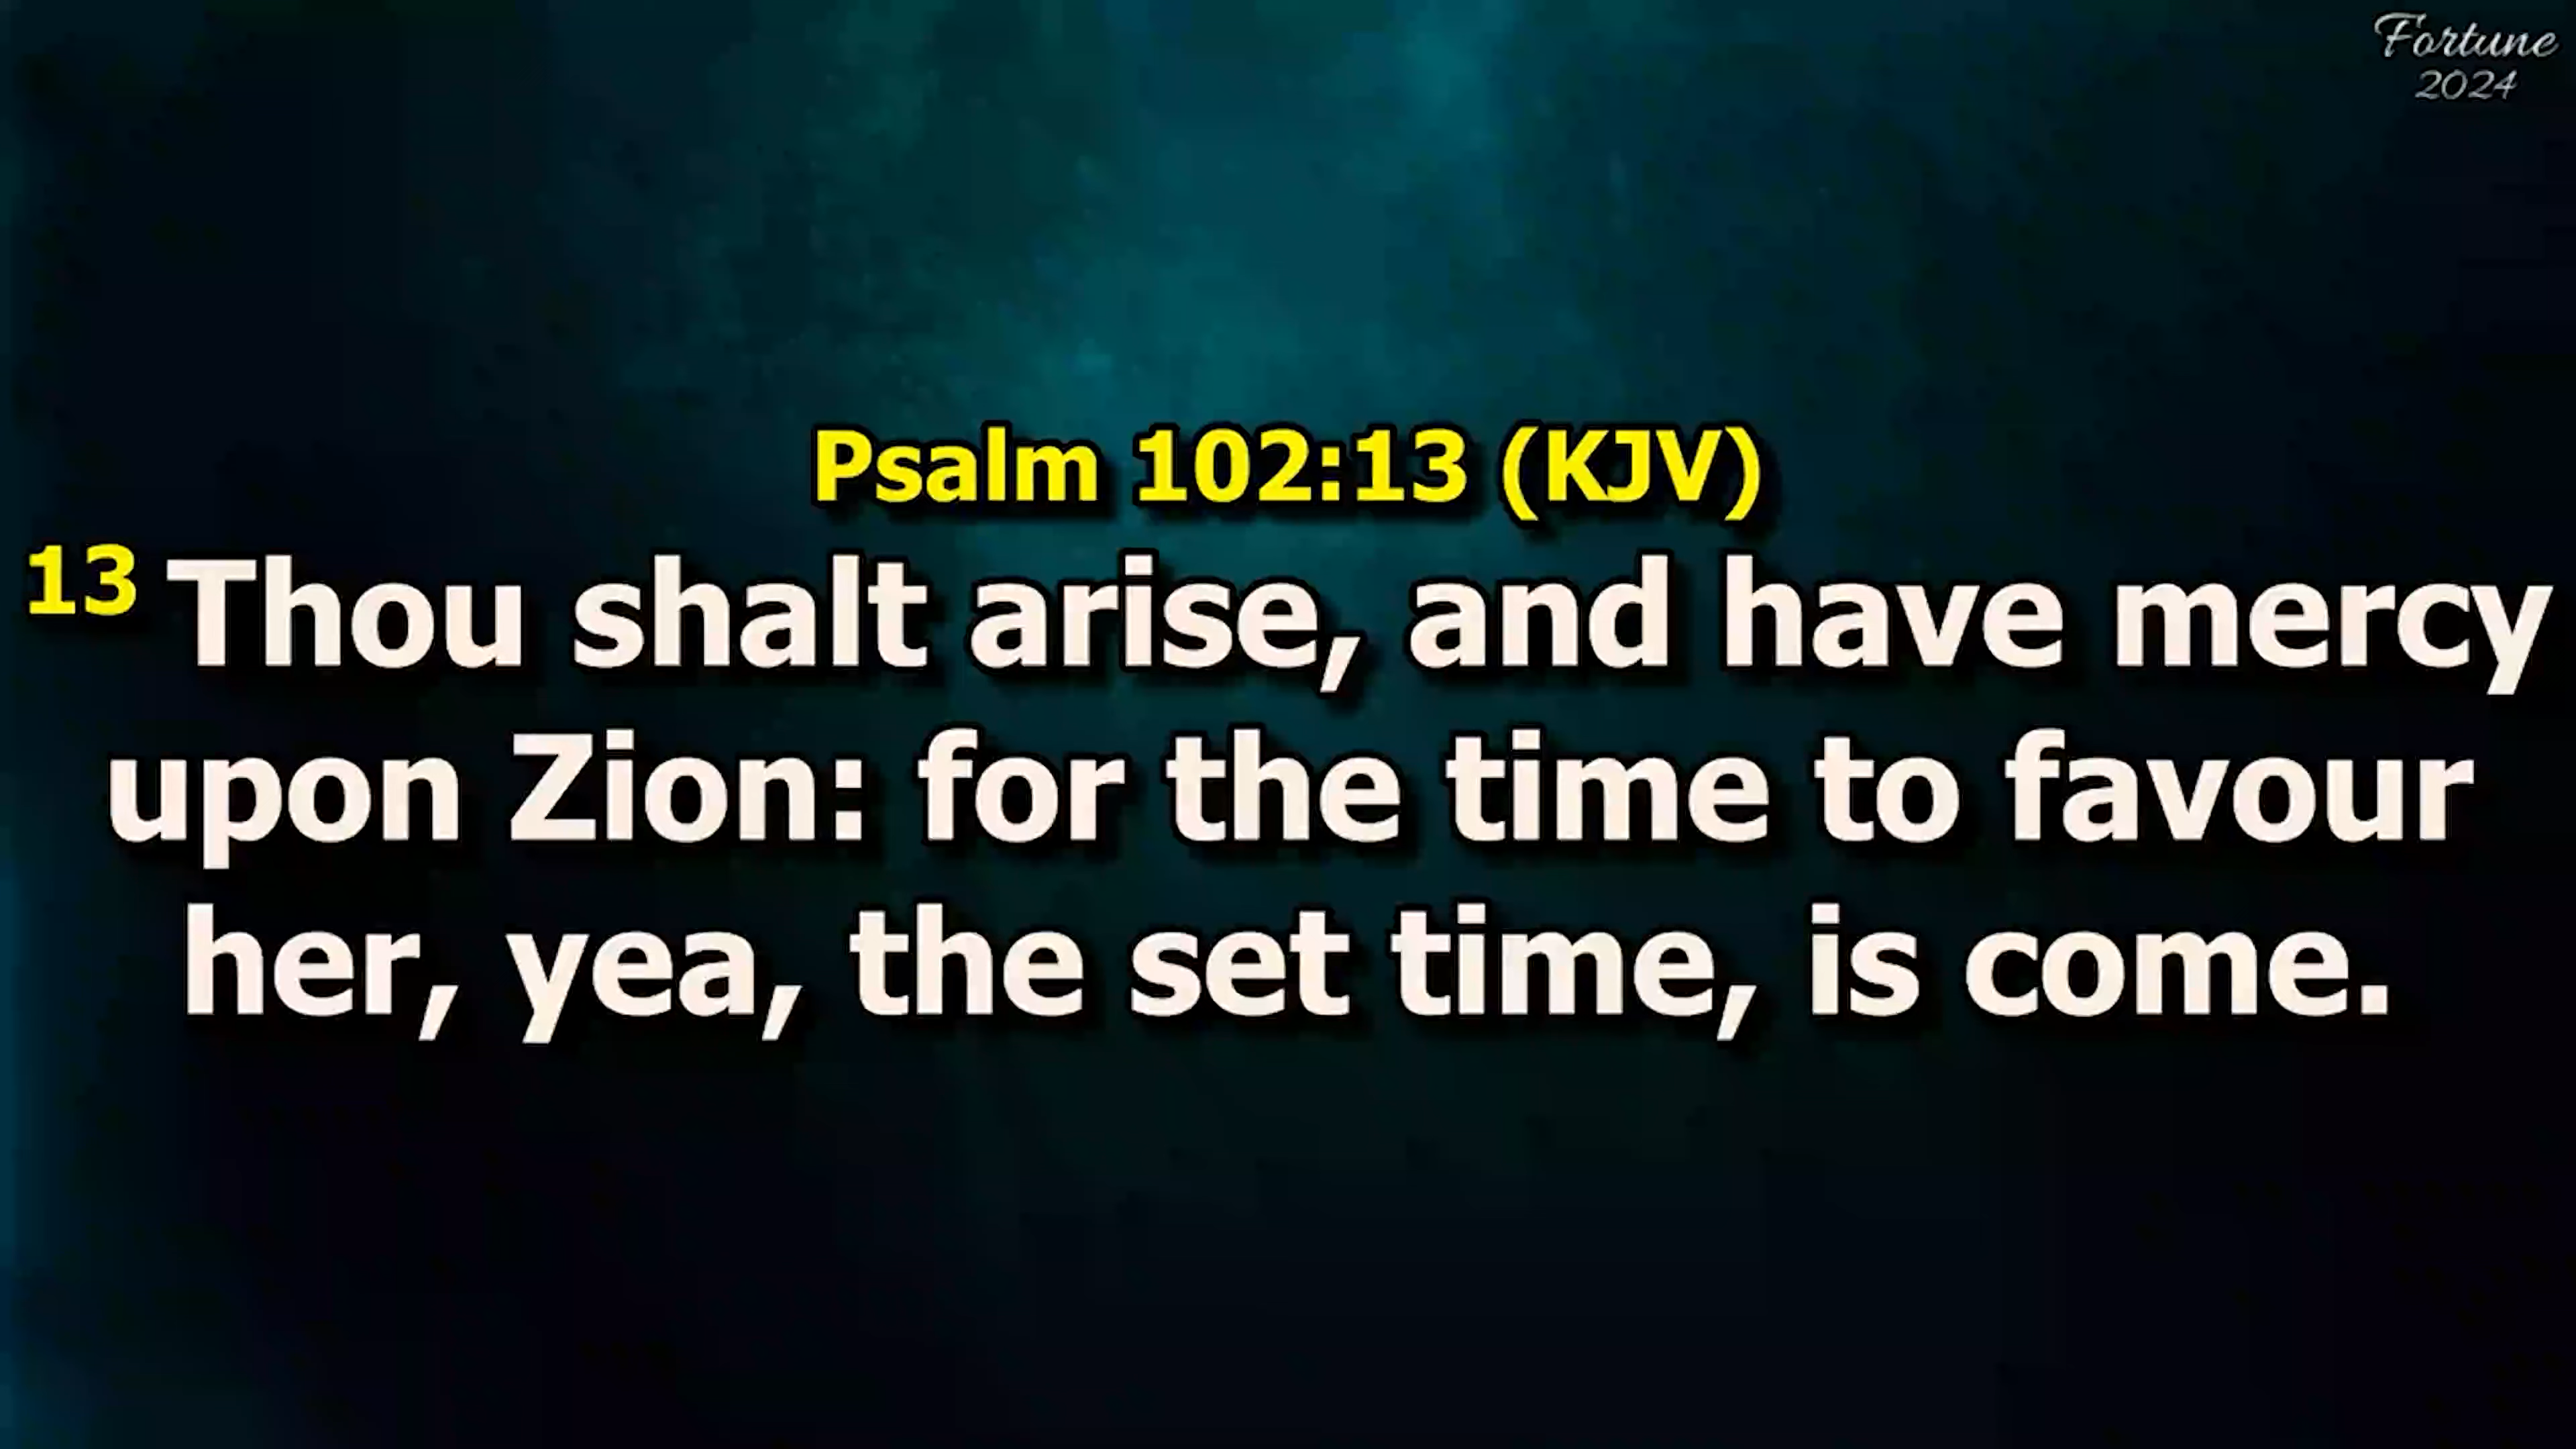 Fortune
2024
Psalm 102:13 (KJV)
13 Thou shalt arise, and have mercy
upon Zion: for the time to favour
her, yea, the set time, is come.